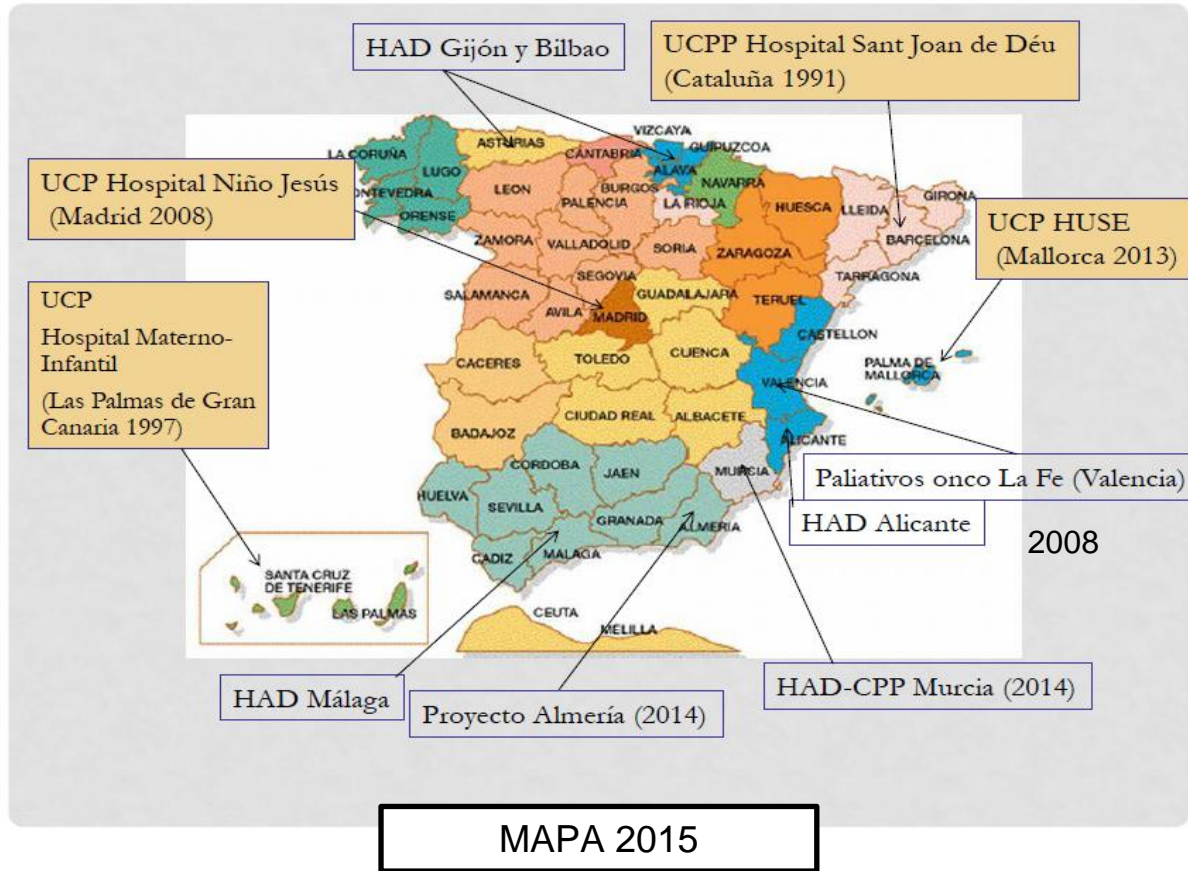 HAD Gijón y Bilbao
UCPP Hospital Sant Joan de Déu
(Cataluña 1991)
UCP Hospital Niño Jesús
(Madrid 2008)
UCP HUSE
(Mallorca 2013)
UCP
Hospital Materno-
Infantil
(Las Palmas de Gran
Canaria 1997)
VIZCAYA
GUIPUZCOA
LA CORUÑA
ASTURIAS
CANTABRIA
ALAVA
LUGO
NAVARRA
LEON
BURGOS
PALENCIA
LA RIOJA
HUESCA
LLEIDA
GIRONA
ONTEVEDRA
ORENSE
BARCELONA
ZAMORA
VALLADOLID
SORIA
ZARAGOZA
TARRAGONA
SEGOVIA
SALAMANCA
AVILA
MADRID
GUADALAJARA
TERUEL
CASTELLON
CACERES
TOLEDO
CUENCA
VALENCIA
PALMA DE
MALLORCA
BADAJOZ
CIUDAD REAL
ALBACETE
ALICANTE
CORDOBA
JAEN
MURCIA
HUELVA
SEVILLA
GRANADA
ALMERIA
CADIZ
MALAGA
SANTA CRUZ
DE TENERIFE
LAS PALMAS
CEUTA
MELILLA
Paliativos onco La Fe (Valencia)
HAD Alicante
2008
HAD Málaga
Proyecto Almería (2014)
HAD-CPP Murcia (2014)
MAPA 2015